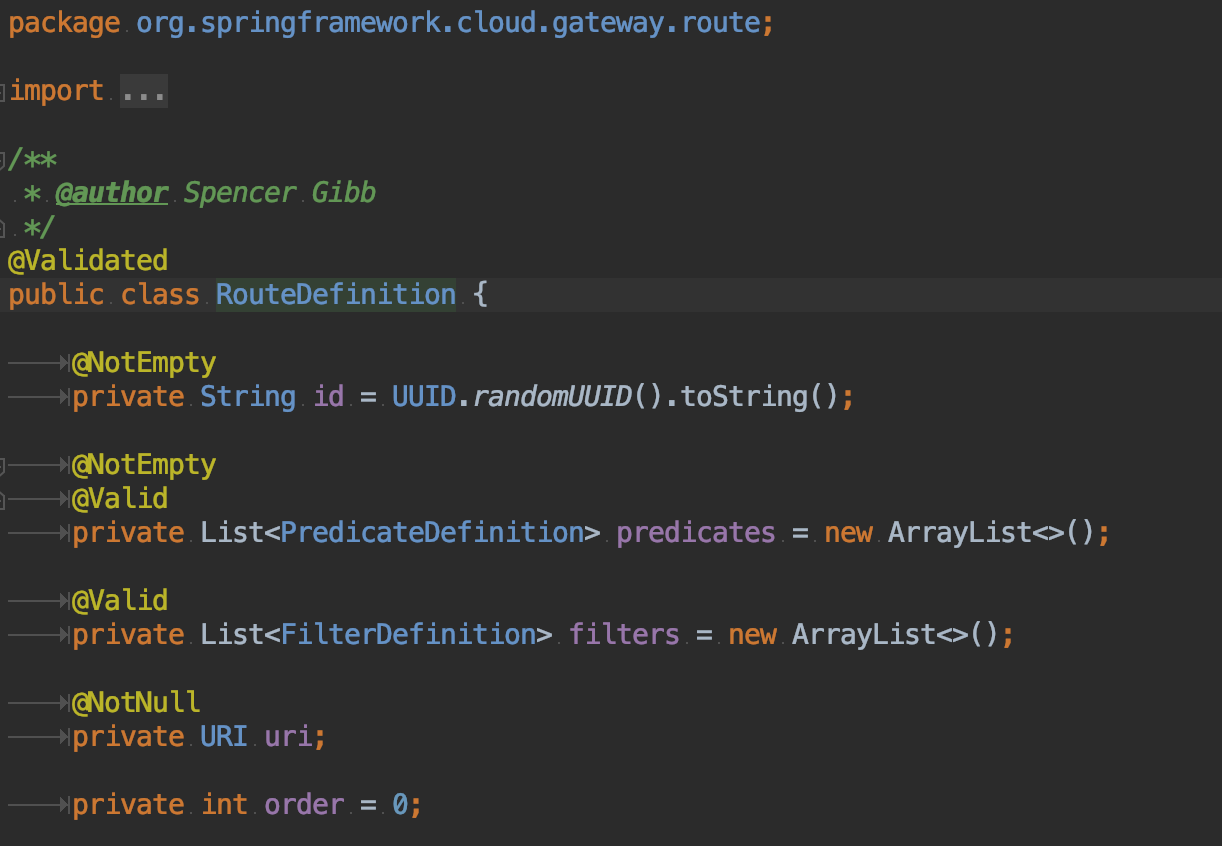 package org.springframework.cloud.gateway.route;
import ...
/**
* @author Spencer Gibb
*/
@Validated
public class RouteDefinition {
@NotEmpty
private String id = UUID.randomUUID().toString();
@NotEmpty
@Valid
private List<PredicateDefinition> predicates = new ArrayList<>();
@Valid
private List<FilterDefinition> filters = new ArrayList<>();
@NotNull
private URI uri;
private int order = 0;